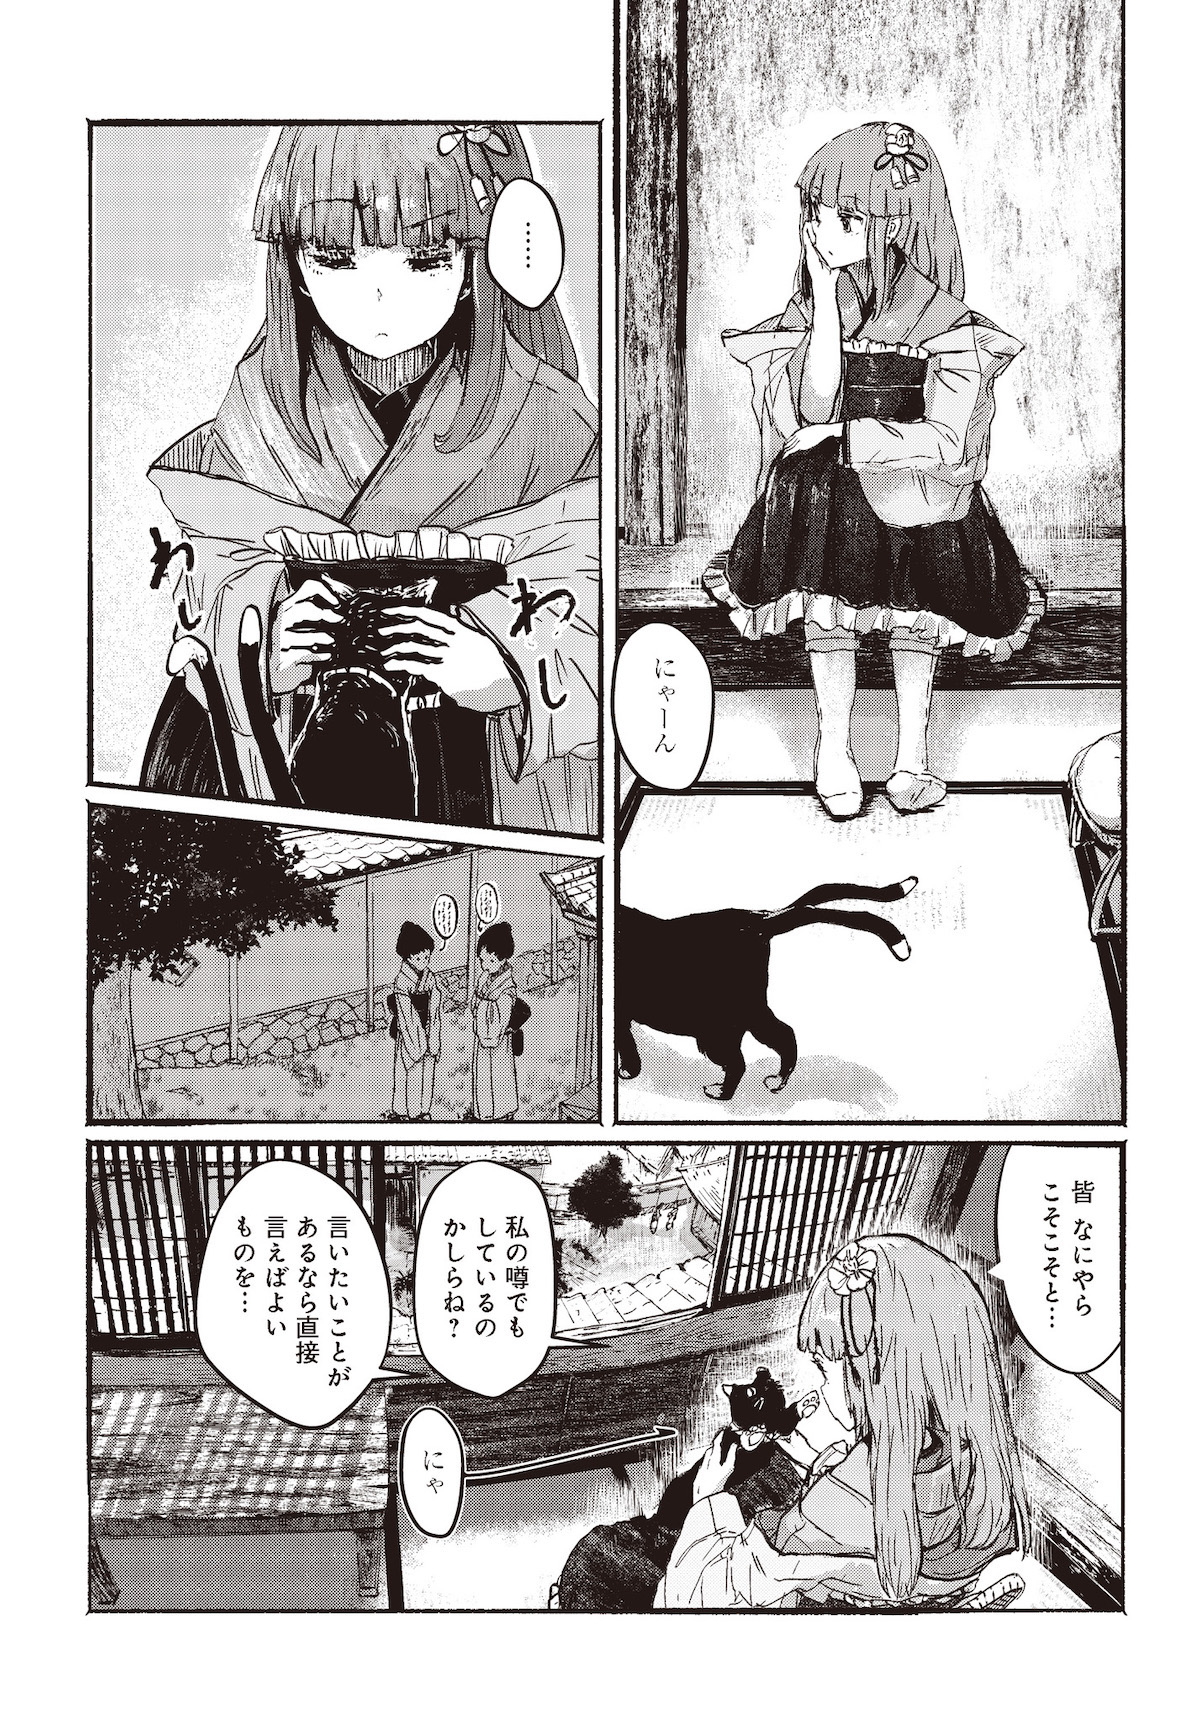 にゃーん
……
わし
わし
皆 なにやら
こそこそと…
私の噂でも
しているの
かしらね?
言いたいことが
あるなら直接
言えばよい
ものを…
にゃ